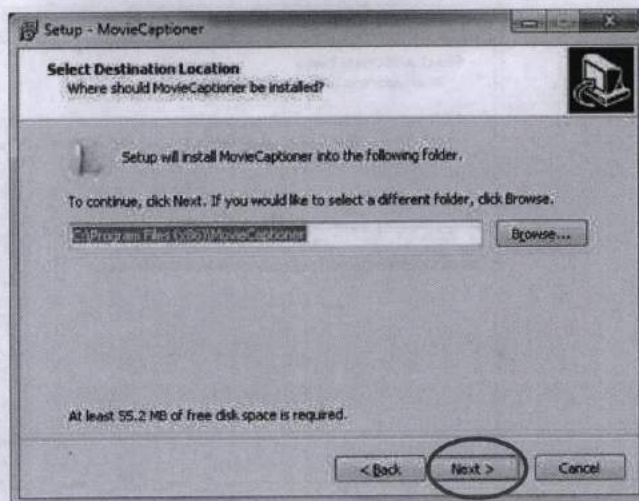 Setup - MovieCaptioner
Select Destination Location
Where should MovieCaptioner be installed?
Setup will install MovieCaptioner into the following folder.
To continue, click Next. If you would like to select a different folder, click Browse.
C:\Program Files (x86)\MovieCaptioner
Browse...
At least 55.2 MB of free disk space is required.
< Back Next > Cancel